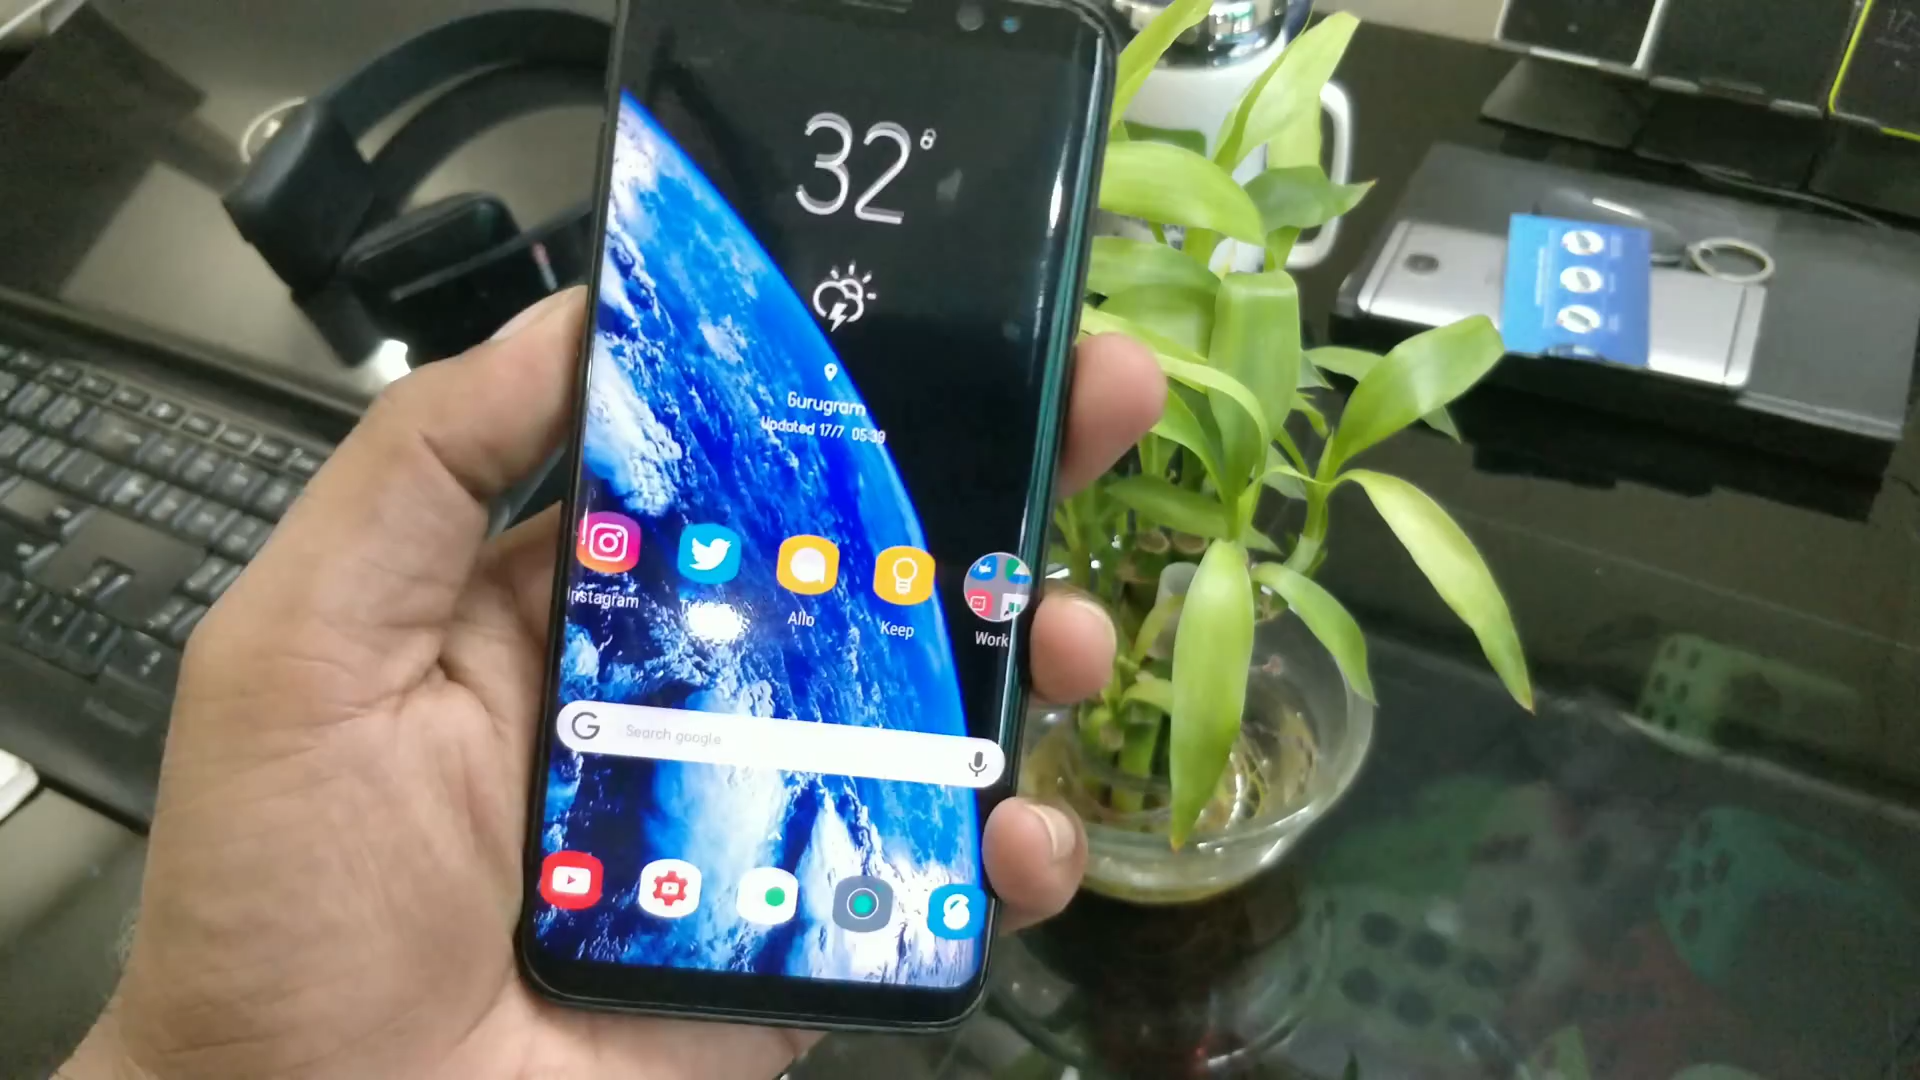 32°
Gurugram
Updated 17/7 05:39
Instagram
Allo
Keep
Work
G Search google